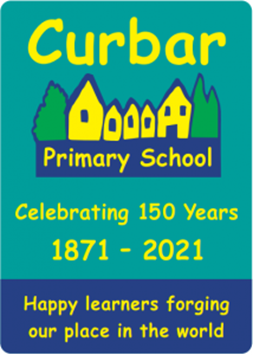 Curbar
Primary School
Celebrating 150 Years
1871 - 2021
Happy learners forging
our place in the world